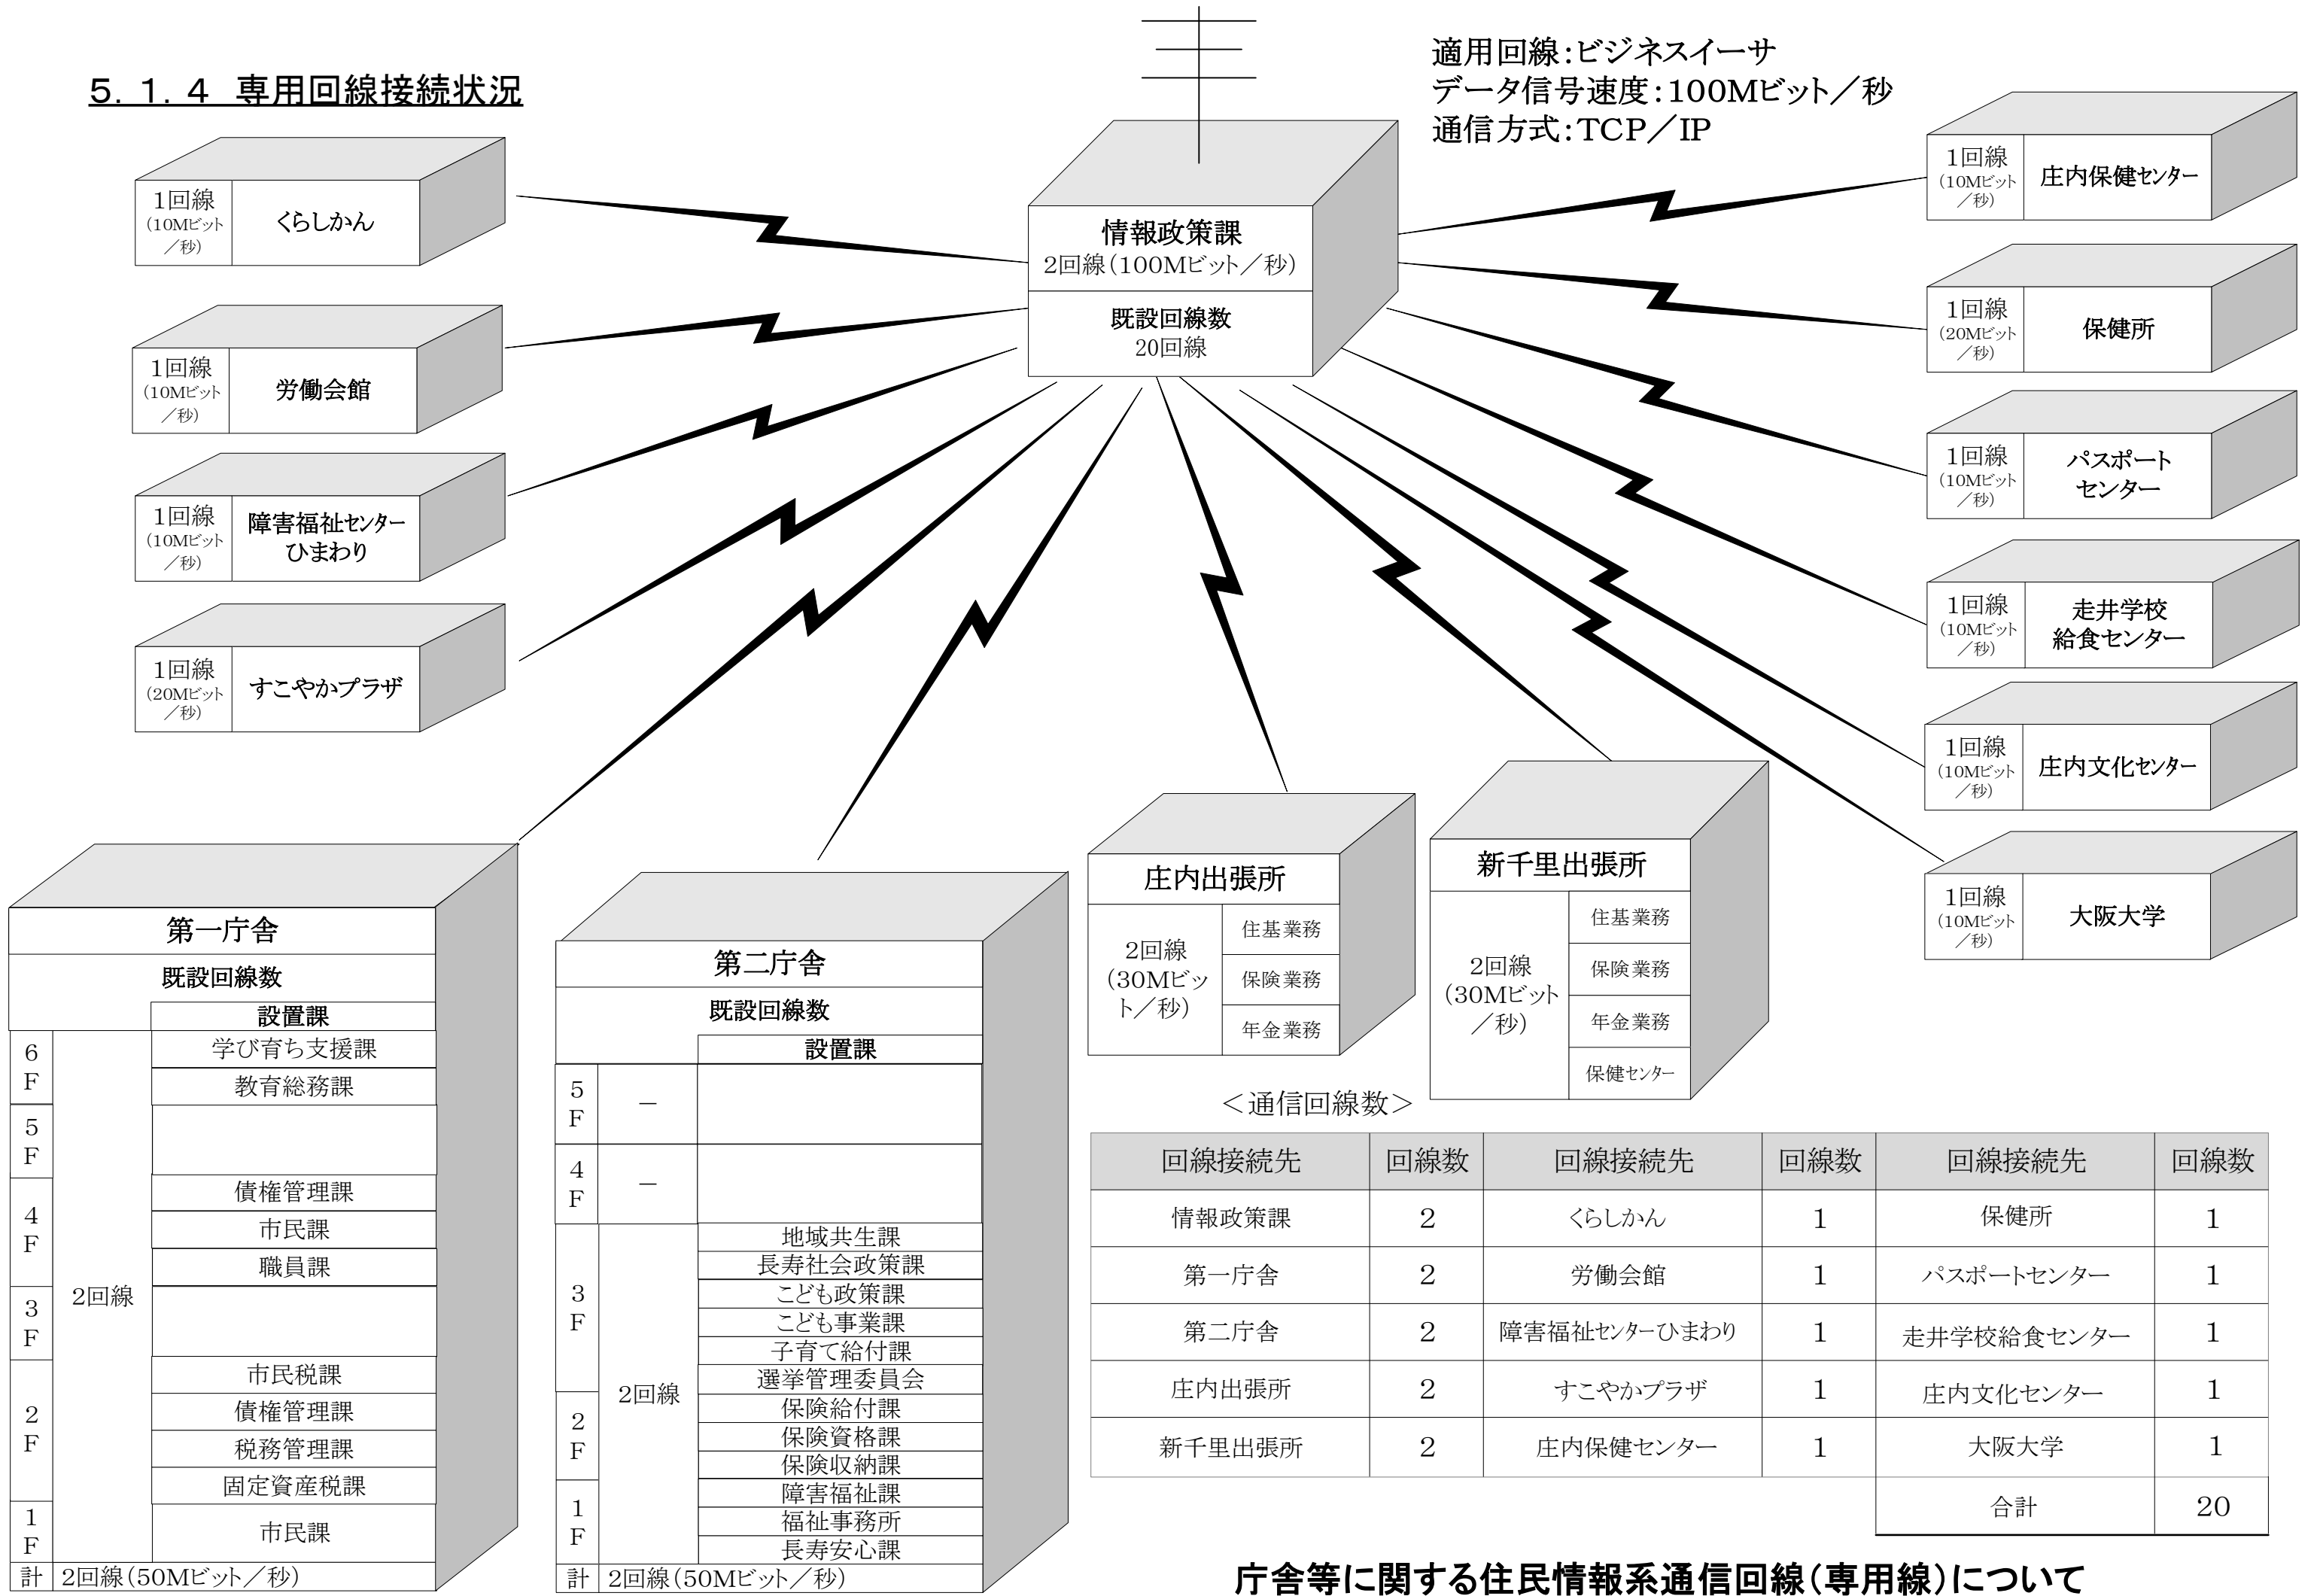 5.1.4 専用回線接続状況
適用回線：ビジネスイーサ
データ信号速度：100Mビット／秒
通信方式：TCP／IP
情報政策課
2回線（100Mビット／秒）
既設回線数
20回線
1回線
（10Mビット
／秒）
くらしかん
1回線
（10Mビット
／秒）
労働会館
1回線
（10Mビット
／秒）
障害福祉センター
ひまわり
1回線
（20Mビット
／秒）
すこやかプラザ
1回線
（10Mビット
／秒）
庄内保健センター
1回線
（20Mビット
／秒）
保健所
1回線
（10Mビット
／秒）
パスポート
センター
1回線
（10Mビット
／秒）
走井学校
給食センター
1回線
（10Mビット
／秒）
庄内文化センター
1回線
（10Mビット
／秒）
大阪大学
第一庁舎
既設回線数
設置課
6F
学び育ち支援課
教育総務課
5F
4F
債権管理課
市民課
職員課
2回線
3F
2F
市民税課
債権管理課
税務管理課
固定資産税課
1F
市民課
計 2回線（50Mビット／秒）
第二庁舎
既設回線数
設置課
5F －
4F －
3F
地域共生課
長寿社会政策課
こども政策課
こども事業課
子育て給付課
選挙管理委員会
2回線
2F
保険給付課
保険資格課
保険収納課
1F
障害福祉課
福祉事務所
長寿安心課
計 2回線（50Mビット／秒）
庄内出張所
2回線
（30Mビッ
ト／秒）
住基業務
保険業務
年金業務
新千里出張所
2回線
（30Mビット
／秒）
住基業務
保険業務
年金業務
保健センター
＜通信回線数＞
回線接続先 回線数 回線接続先 回線数 回線接続先 回線数
情報政策課 2 くらしかん 1 保健所 1
第一庁舎 2 労働会館 1 パスポートセンター 1
第二庁舎 2 障害福祉センターひまわり 1 走井学校給食センター 1
庄内出張所 2 すこやかプラザ 1 庄内文化センター 1
新千里出張所 2 庄内保健センター 1 大阪大学 1
合計 20
庁舎等に関する住民情報系通信回線（専用線）について